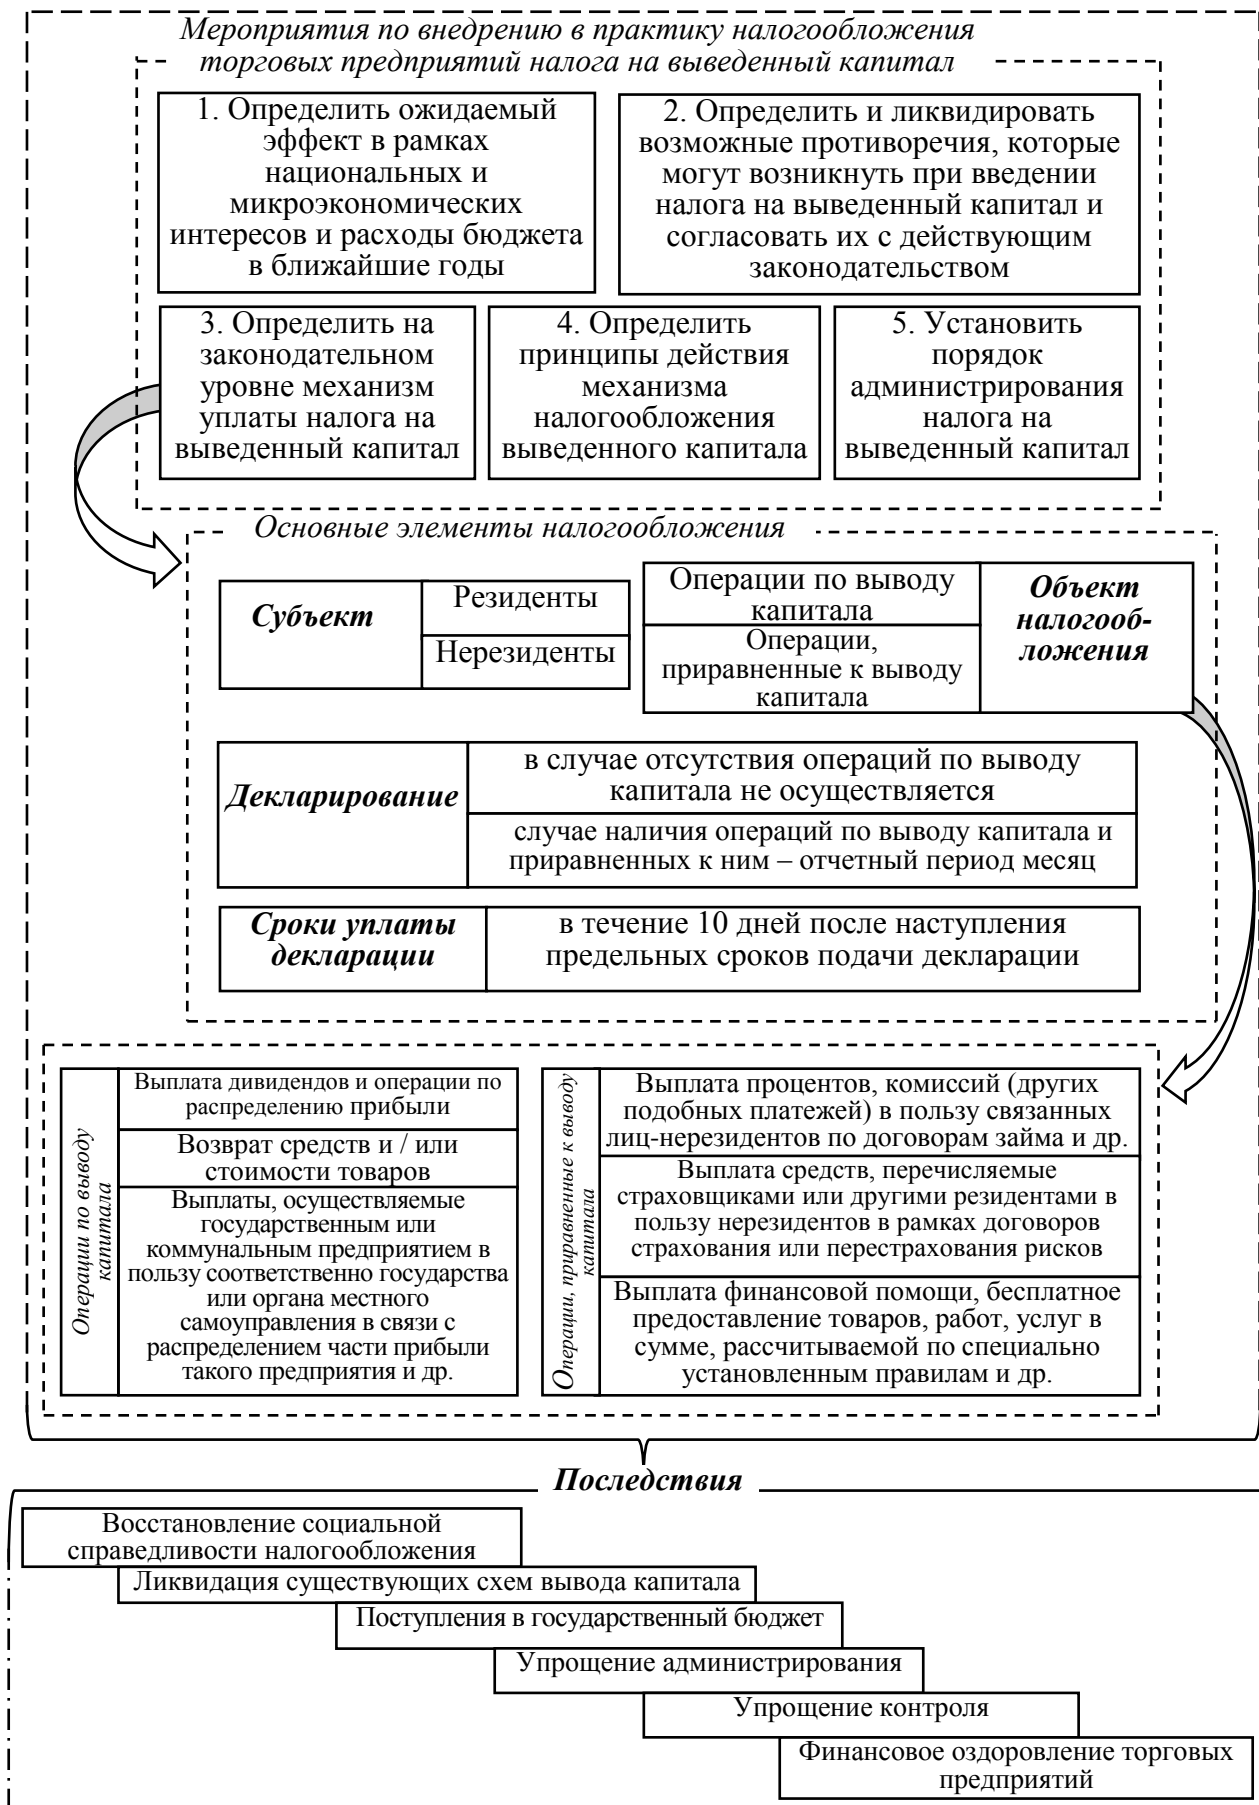 Мероприятия по внедрению в практику налогообложения
торговых предприятий налога на выведенный капитал
1. Определить ожидаемый
эффект в рамках
национальных и
микроэкономических
интересов и расходы бюджета
в ближайшие годы
2. Определить и ликвидировать
возможные противоречия, которые
могут возникнуть при введении
налога на выведенный капитал и
согласовать их с действующим
законодательством
3. Определить на
законодательном
уровне механизм
уплаты налога на
выведенный капитал
4. Определить
принципы действия
механизма
налогообложения
выведенного капитала
5. Установить
порядок
администрирования
налога на
выведенный капитал
Основные элементы налогообложения
Субъект
Резиденты
Нерезиденты
Операции по выводу
капитала
Операции,
приравненные к выводу
капитала
Объект
налогооб-
ложения
Декларирование
в случае отсутствия операций по выводу
капитала не осуществляется
случае наличия операций по выводу капитала и
приравненных к ним – отчетный период месяц
Сроки уплаты
декларации
в течение 10 дней после наступления
предельных сроков подачи декларации
Операции по выводу
капитала
Выплата дивидендов и операции по
распределению прибыли
Возврат средств и / или
стоимости товаров
Выплаты, осуществляемые
государственным или
коммунальным предприятием в
пользу соответственно государства
или органа местного
самоуправления в связи с
распределением части прибыли
такого предприятия и др.
Операции, приравненные к выводу
капитала
Выплата процентов, комиссий (других
подобных платежей) в пользу связанных
лиц-нерезидентов по договорам займа и др.
Выплата средств, перечисляемые
страховщиками или другими резидентами в
пользу нерезидентов в рамках договоров
страхования или перестрахования рисков
Выплата финансовой помощи, бесплатное
предоставление товаров, работ, услуг в
сумме, рассчитываемой по специально
установленным правилам и др.
Последствия
Восстановление социальной
справедливости налогообложения
Ликвидация существующих схем вывода капитала
Поступления в государственный бюджет
Упрощение администрирования
Упрощение контроля
Финансовое оздоровление торговых
предприятий